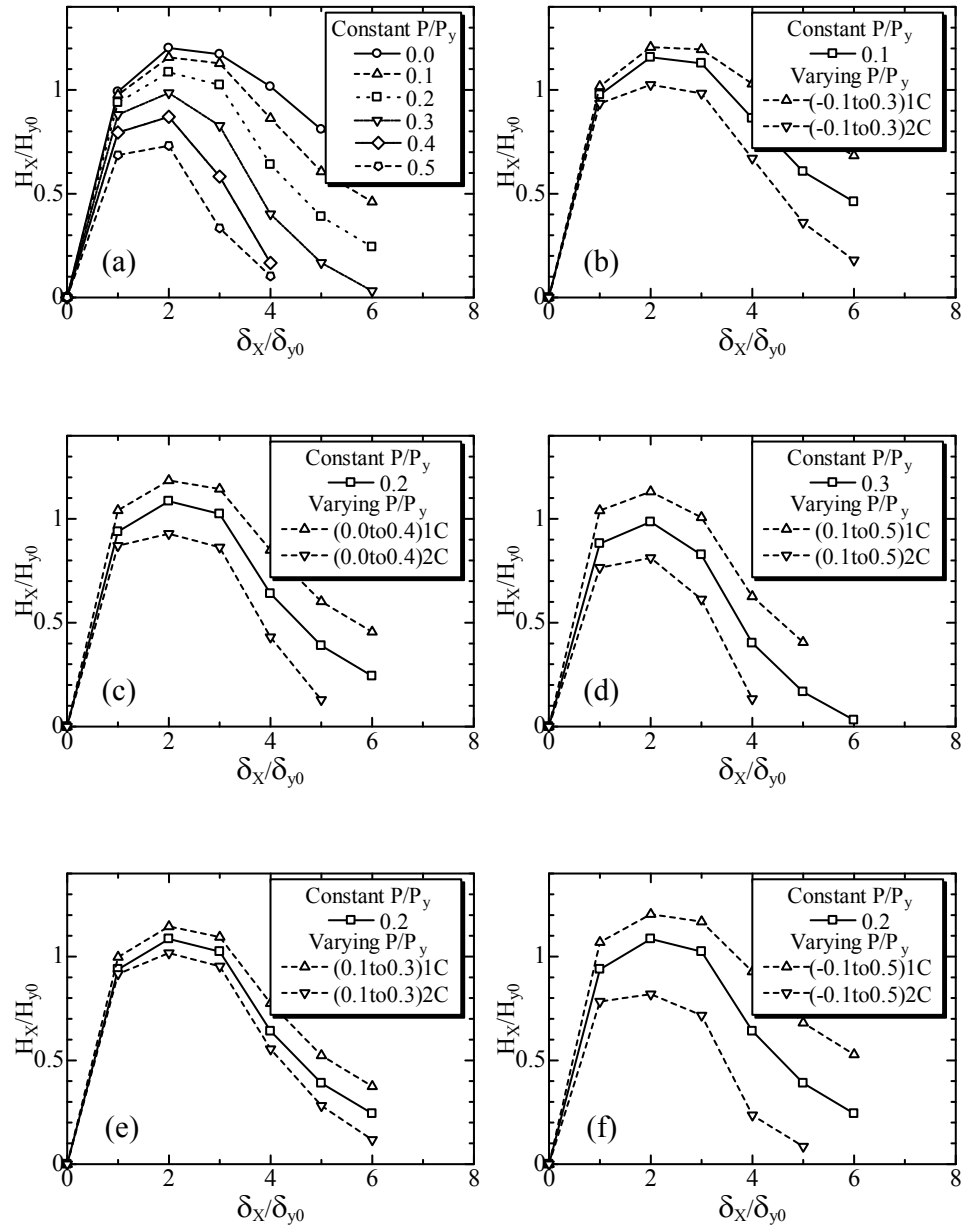 Constant P/Py
0.0
0.1
0.2
0.3
0.4
0.5
1
0.5
0
HX/Hy0
(a)
0 2 4 6 8
δX/δy0
Constant P/Py
0.1
Varying P/Py
(-0.1to0.3)1C
(-0.1to0.3)2C
1
0.5
0
HX/Hy0
(b)
0 2 4 6 8
δX/δy0
Constant P/Py
0.2
Varying P/Py
(0.0to0.4)1C
(0.0to0.4)2C
1
0.5
0
HX/Hy0
(c)
0 2 4 6 8
δX/δy0
Constant P/Py
0.3
Varying P/Py
(0.1to0.5)1C
(0.1to0.5)2C
1
0.5
0
HX/Hy0
(d)
0 2 4 6 8
δX/δy0
Constant P/Py
0.2
Varying P/Py
(0.1to0.3)1C
(0.1to0.3)2C
1
0.5
0
HX/Hy0
(e)
0 2 4 6 8
δX/δy0
Constant P/Py
0.2
Varying P/Py
(-0.1to0.5)1C
(-0.1to0.5)2C
1
0.5
0
HX/Hy0
(f)
0 2 4 6 8
δX/δy0